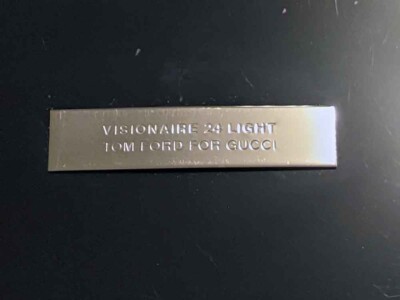 VISIONAIRE 24 LIGHT
TOM FORD FOR GUCCI